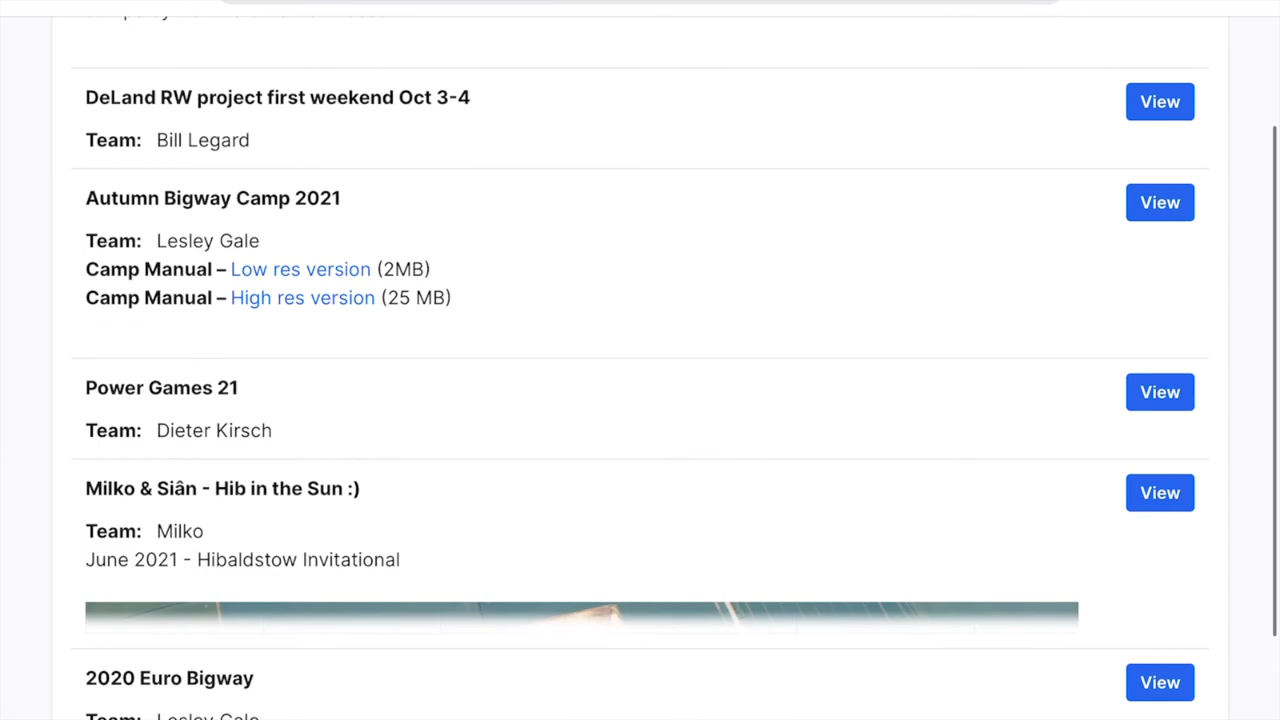 DeLand RW project first weekend Oct 3-4
View
Team: Bill Legard
Autumn Bigway Camp 2021
View
Team: Lesley Gale
Camp Manual – Low res version (2MB)
Camp Manual – High res version (25 MB)
Power Games 21
View
Team: Dieter Kirsch
Milko & Siân - Hib in the Sun :)
View
Team: Milko
June 2021 - Hibaldstow Invitational
2020 Euro Bigway
View
Team: Lesley Gale